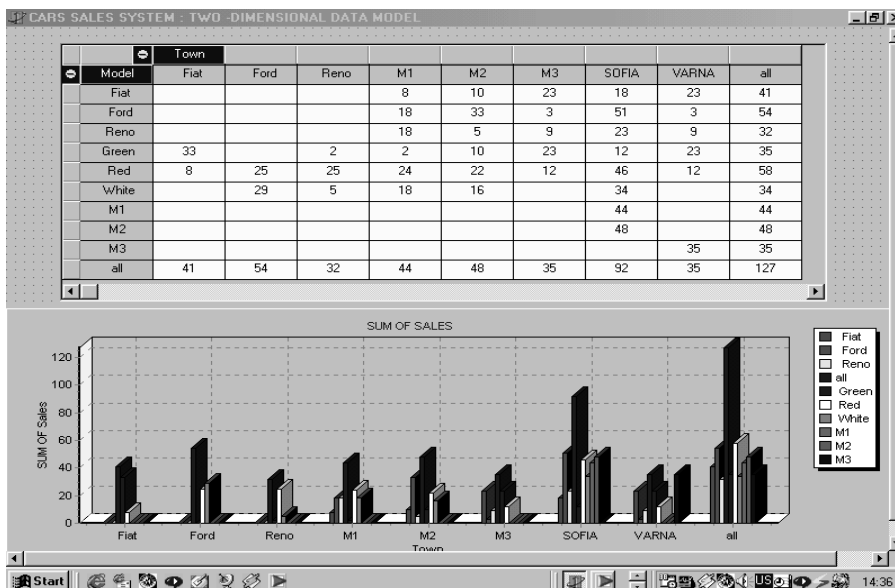 CARS SALES SYSTEM : TWO -DIMENSIONAL DATA MODEL
Town
Model Fiat Ford Reno M1 M2 M3 SOFIA VARNA all
Fiat 8 10 23 18 23 41
Ford 18 33 3 51 3 54
Reno 18 5 9 23 9 32
Green 33 2 2 10 23 12 23 35
Red 8 25 25 24 22 12 46 12 58
White 29 5 18 16 34 34
M1 44 44
M2 48 48
M3 35 35
all 41 54 32 44 48 35 92 35 127
SUM OF SALES
SUM OF Sales
120
100
80
60
40
20
0
Fiat Ford Reno M1 M2 M3 SOFIA VARNA all
Town
Fiat
Ford
Reno
all
Green
Red
White
M1
M2
M3
Start
US
14:36